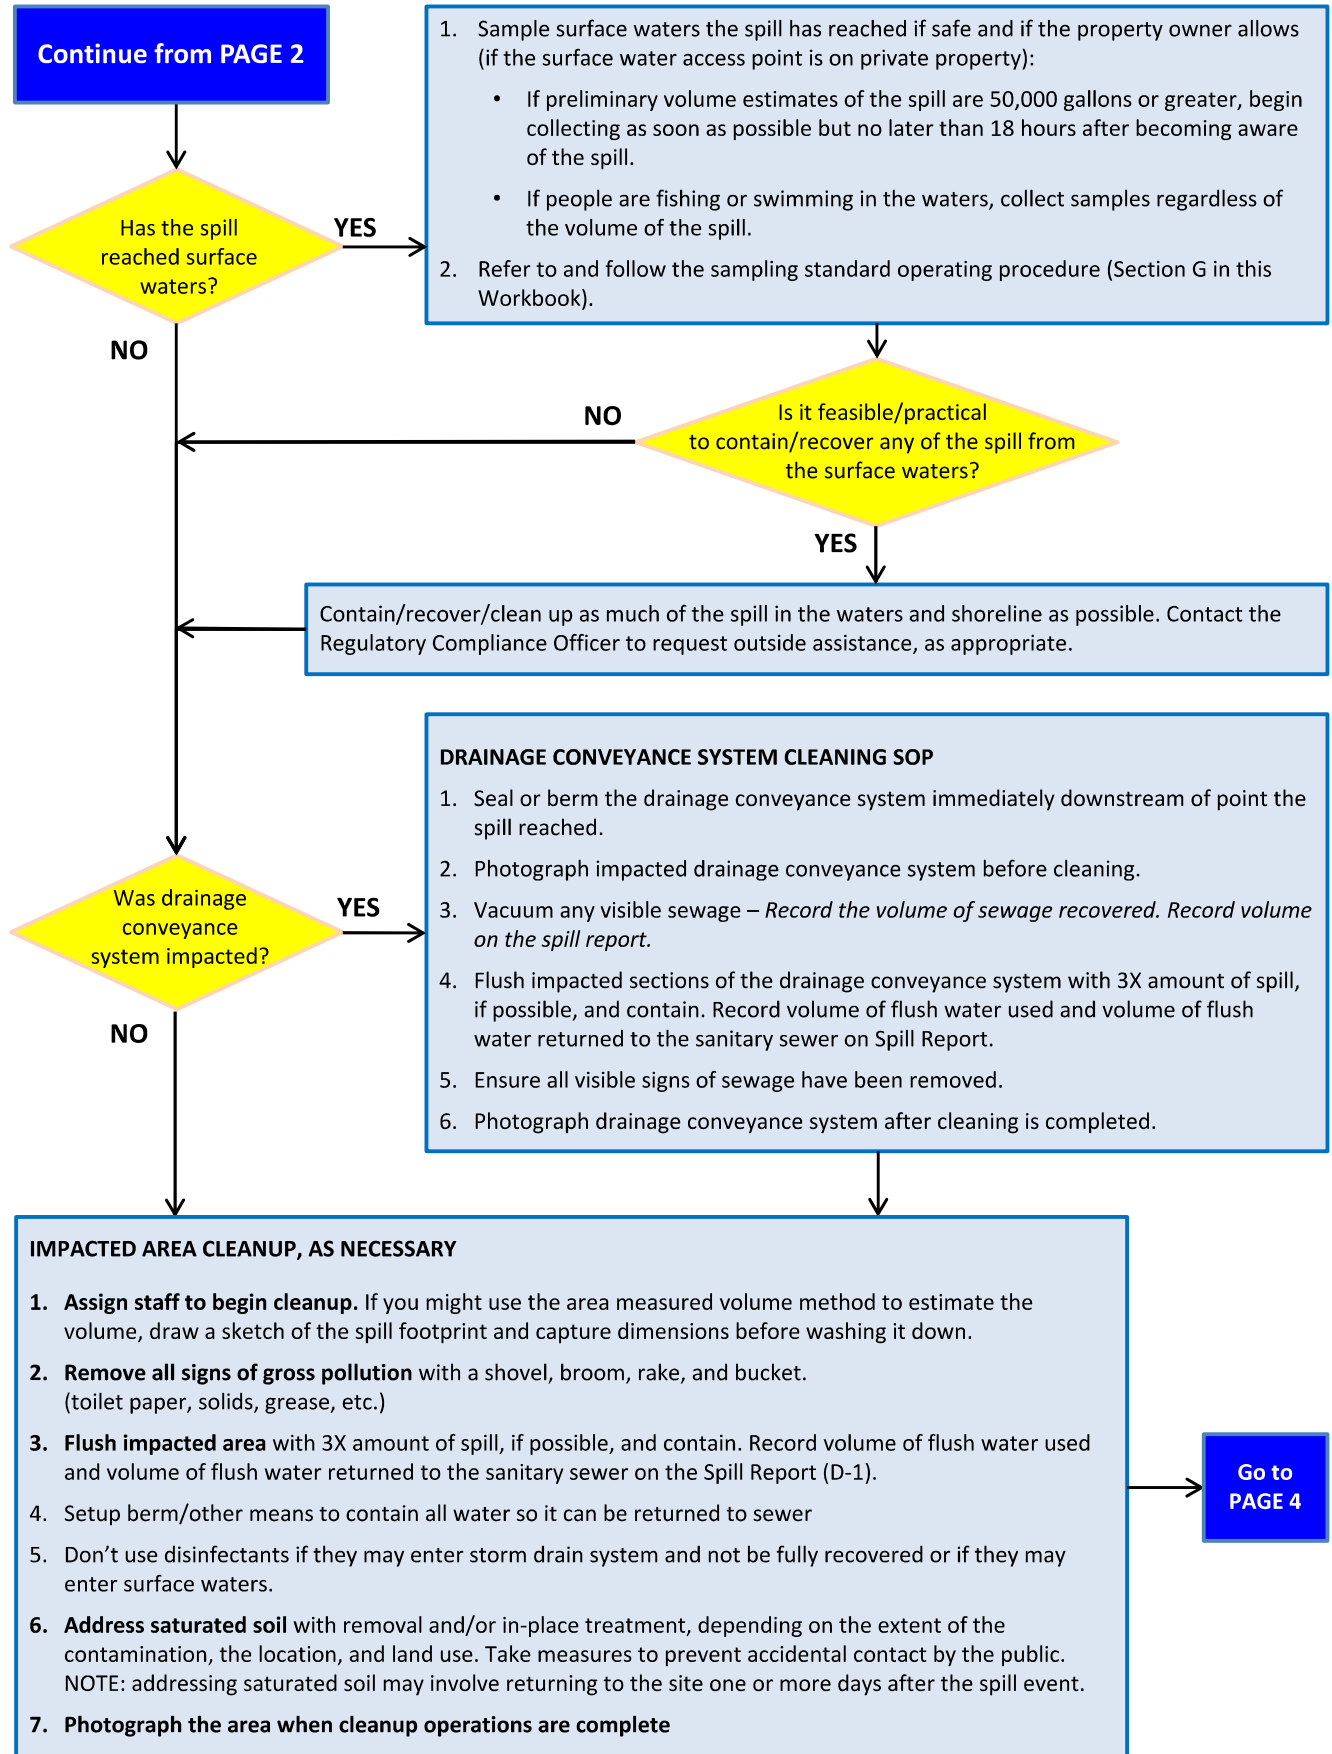 Continue from PAGE 2
1. Sample surface waters the spill has reached if safe and if the property owner allows
(if the surface water access point is on private property):
• If preliminary volume estimates of the spill are 50,000 gallons or greater, begin
collecting as soon as possible but no later than 18 hours after becoming aware
of the spill.
• If people are fishing or swimming in the waters, collect samples regardless of
the volume of the spill.
2. Refer to and follow the sampling standard operating procedure (Section G in this
Workbook).
Has the spill
reached surface
waters?
YES
NO
Is it feasible/practical
to contain/recover any of the spill from
the surface waters?
NO
YES
Contain/recover/clean up as much of the spill in the waters and shoreline as possible. Contact the
Regulatory Compliance Officer to request outside assistance, as appropriate.
Was drainage
conveyance
system impacted?
YES
NO
DRAINAGE CONVEYANCE SYSTEM CLEANING SOP
1. Seal or berm the drainage conveyance system immediately downstream of point the
spill reached.
2. Photograph impacted drainage conveyance system before cleaning.
3. Vacuum any visible sewage – Record the volume of sewage recovered. Record volume
on the spill report.
4. Flush impacted sections of the drainage conveyance system with 3X amount of spill,
if possible, and contain. Record volume of flush water used and volume of flush
water returned to the sanitary sewer on Spill Report.
5. Ensure all visible signs of sewage have been removed.
6. Photograph drainage conveyance system after cleaning is completed.
IMPACTED AREA CLEANUP, AS NECESSARY
1. Assign staff to begin cleanup. If you might use the area measured volume method to estimate the
volume, draw a sketch of the spill footprint and capture dimensions before washing it down.
2. Remove all signs of gross pollution with a shovel, broom, rake, and bucket.
(toilet paper, solids, grease, etc.)
3. Flush impacted area with 3X amount of spill, if possible, and contain. Record volume of flush water used
and volume of flush water returned to the sanitary sewer on the Spill Report (D-1).
4. Setup berm/other means to contain all water so it can be returned to sewer
5. Don’t use disinfectants if they may enter storm drain system and not be fully recovered or if they may
enter surface waters.
6. Address saturated soil with removal and/or in-place treatment, depending on the extent of the
contamination, the location, and land use. Take measures to prevent accidental contact by the public.
NOTE: addressing saturated soil may involve returning to the site one or more days after the spill event.
7. Photograph the area when cleanup operations are complete
Go to
PAGE 4